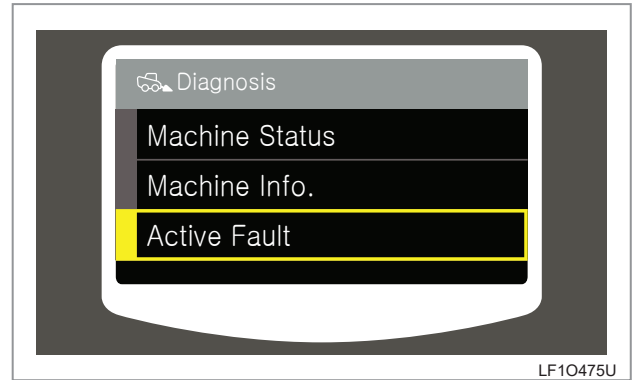 Diagnosis
Machine Status
Machine Info.
Active Fault
LF1O475U